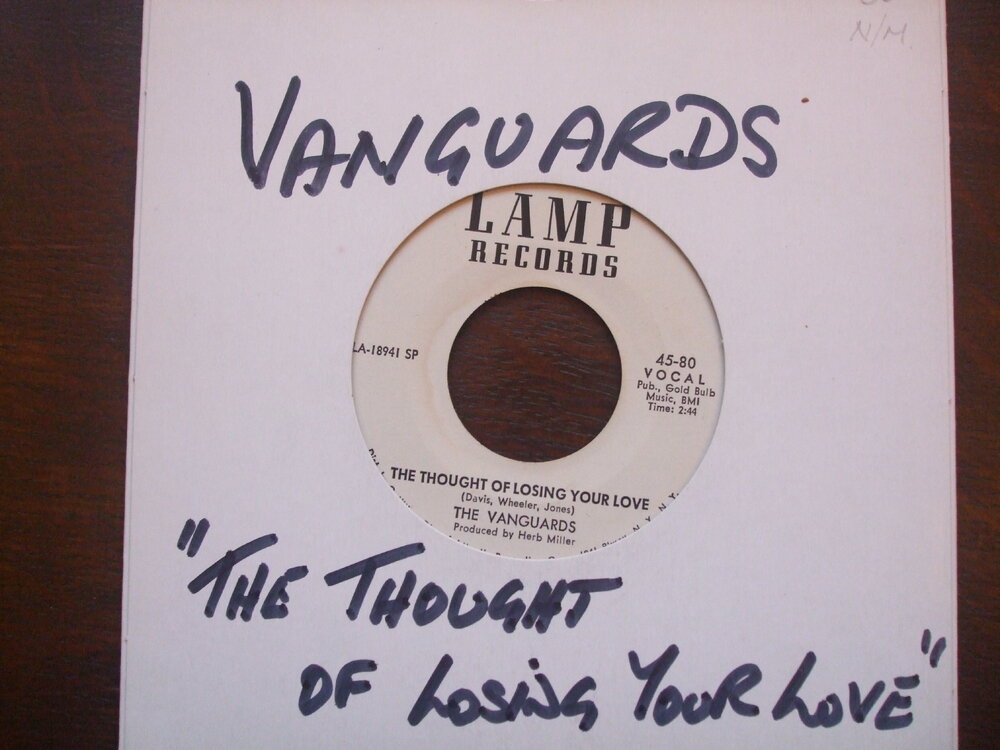 N/M
VANGUARDS
LAMP
RECORDS
LA-18941 SP
45-80
VOCAL
Pub., Gold Bulb
Music, BMI
Time: 2:44
THE THOUGHT OF LOSING YOUR LOVE
(Davis, Wheeler, Jones)
THE VANGUARDS
Produced by Herb Miller
"THE THOUGHT
OF LOSING YOUR LOVE"